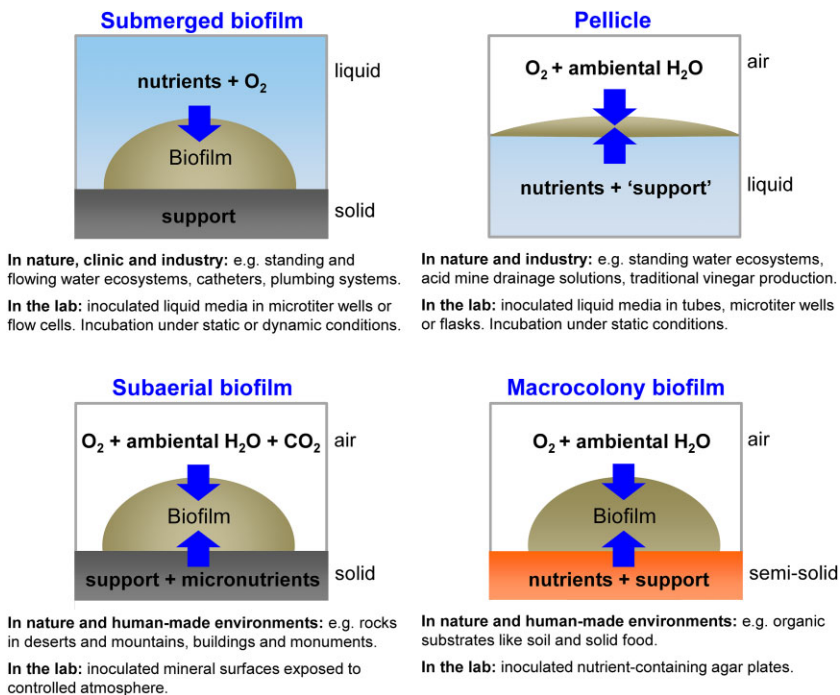 Submerged biofilm
nutrients + O₂
liquid
Biofilm
support
solid
In nature, clinic and industry: e.g. standing and
flowing water ecosystems, catheters, plumbing systems.
In the lab: inoculated liquid media in microtiter wells or
flow cells. Incubation under static or dynamic conditions.
Pellicle
O₂ + ambiental H₂O
air
nutrients + ‘support’
liquid
In nature and industry: e.g. standing water ecosystems,
acid mine drainage solutions, traditional vinegar production.
In the lab: inoculated liquid media in tubes, microtiter wells
or flasks. Incubation under static conditions.
Subaerial biofilm
O₂ + ambiental H₂O + CO₂
air
Biofilm
support + micronutrients
solid
In nature and human-made environments: e.g. rocks
in deserts and mountains, buildings and monuments.
In the lab: inoculated mineral surfaces exposed to
controlled atmosphere.
Macrocolony biofilm
O₂ + ambiental H₂O
air
Biofilm
nutrients + support
semi-solid
In nature and human-made environments: e.g. organic
substrates like soil and solid food.
In the lab: inoculated nutrient-containing agar plates.